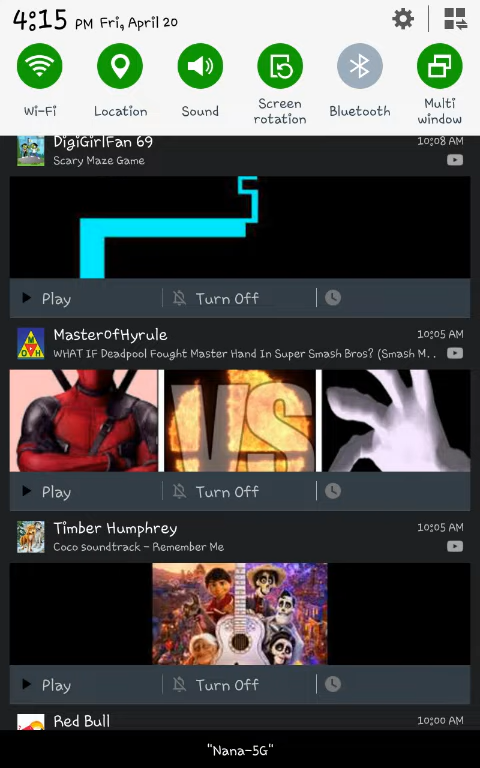 4:15 PM Fri, April 20
Wi-Fi
Location
Sound
Screen rotation
Bluetooth
Multi window
DigiGirlFan 69 10:08 AM
Scary Maze Game
Play Turn Off
MasterOfHyrule 10:05 AM
WHAT IF Deadpool Fought Master Hand In Super Smash Bros? (Smash M..
VS
Play Turn Off
Timber Humphrey 10:05 AM
Coco soundtrack - Remember Me
Play Turn Off
Red Bull 10:00 AM
"Nana-5G"